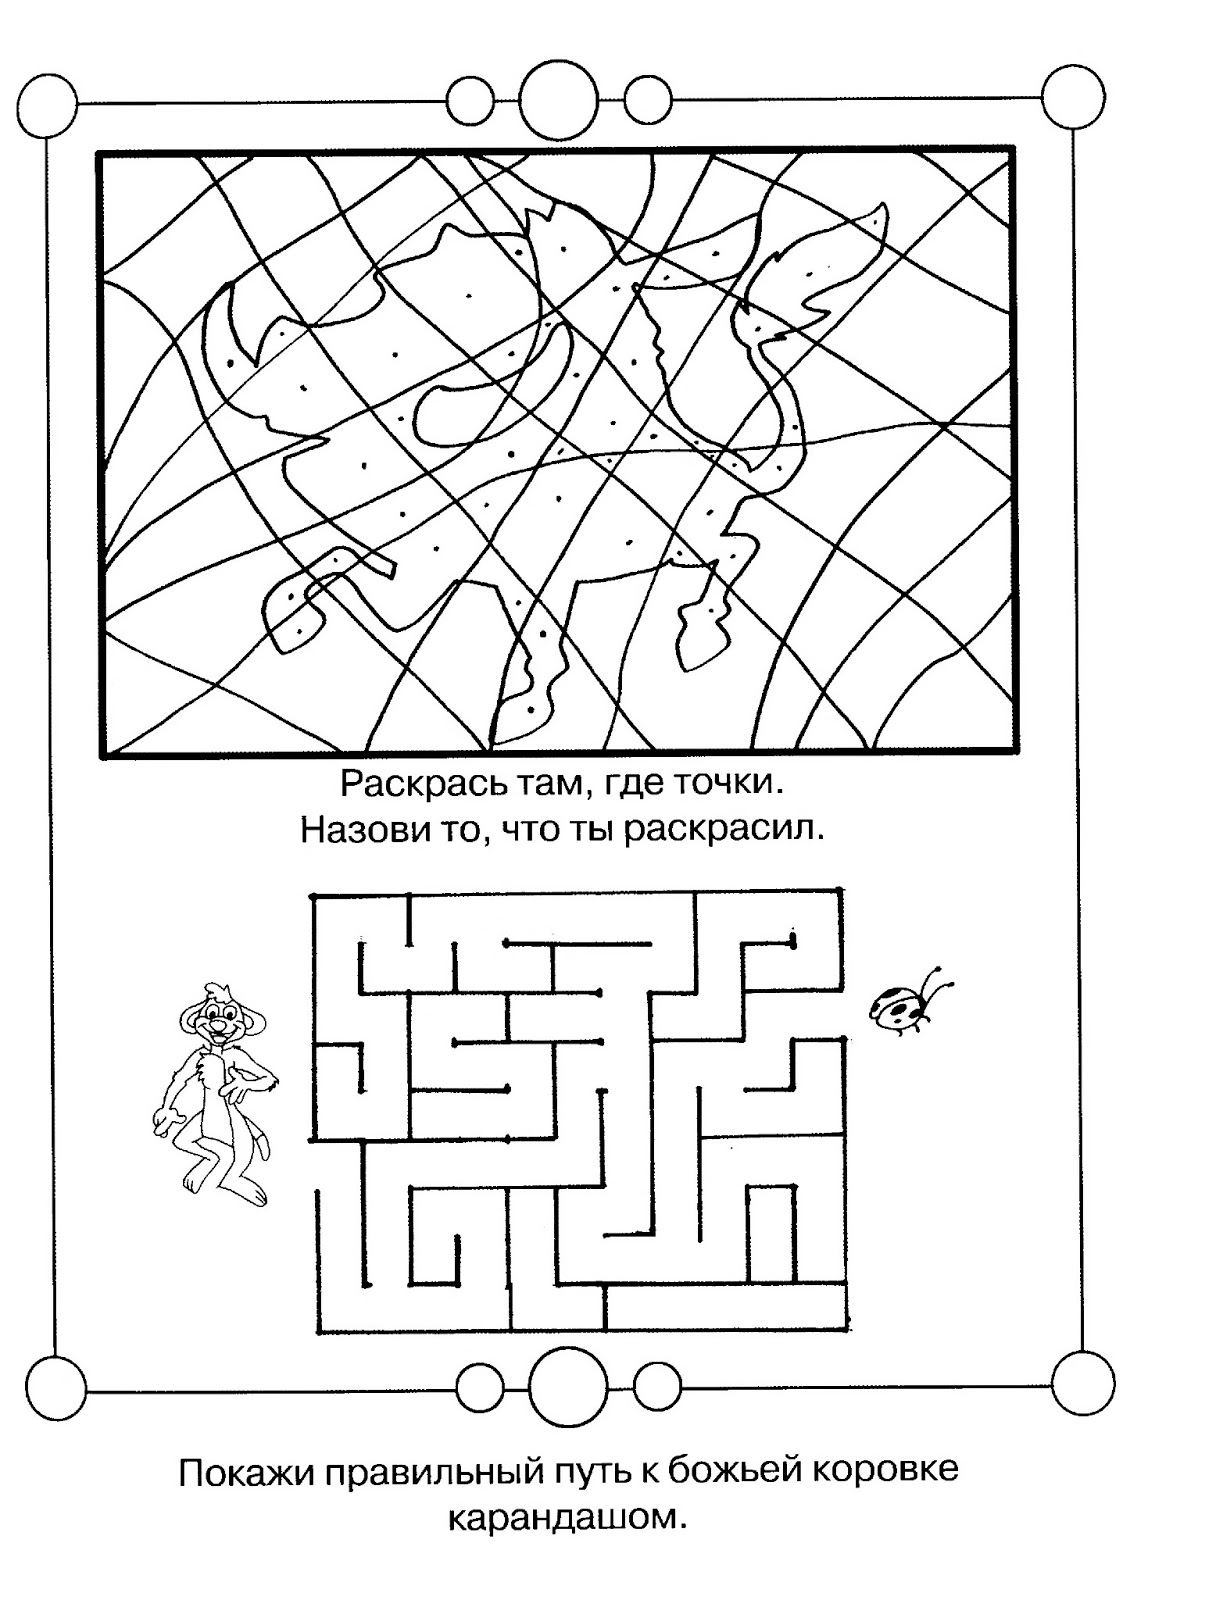 Раскрась там, где точки.
Назови то, что ты раскрасил.
Покажи правильный путь к божьей коровке
карандашом.